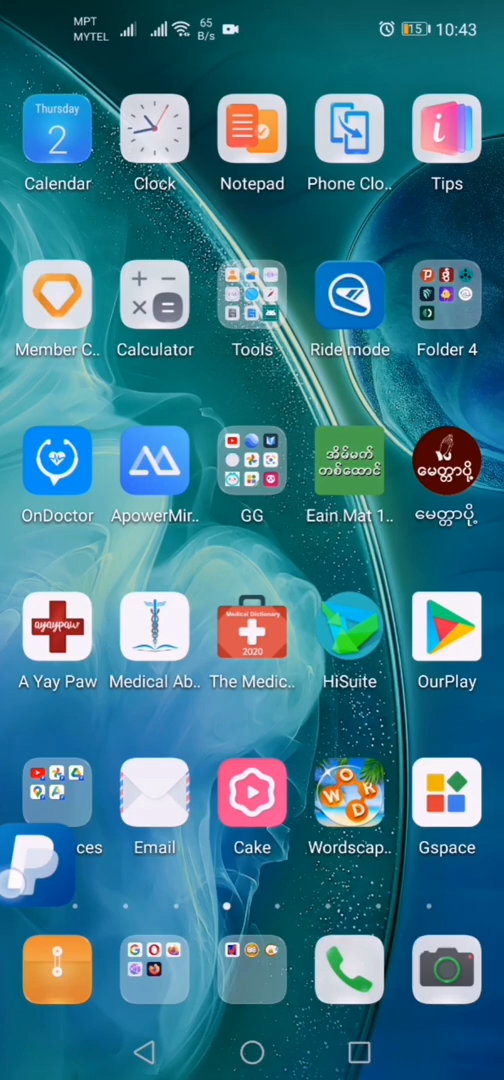 MPT
MYTEL
65
B/s
15
10:43
Thursday
2
Calendar
Clock
Notepad
Phone Clo..
Tips
Member C..
Calculator
Tools
Ride mode
Folder 4
အိမ်မက်
တစ်ထောင်
မေတ္တာပို့
OnDoctor
ApowerMir..
GG
Eain Mat 1..
မေတ္တာပို့
ayaypaw
Medical Dictionary
2020
A Yay Paw
Medical Ab..
The Medic..
HiSuite
OurPlay
WORD
ces
Email
Cake
Wordscap..
Gspace